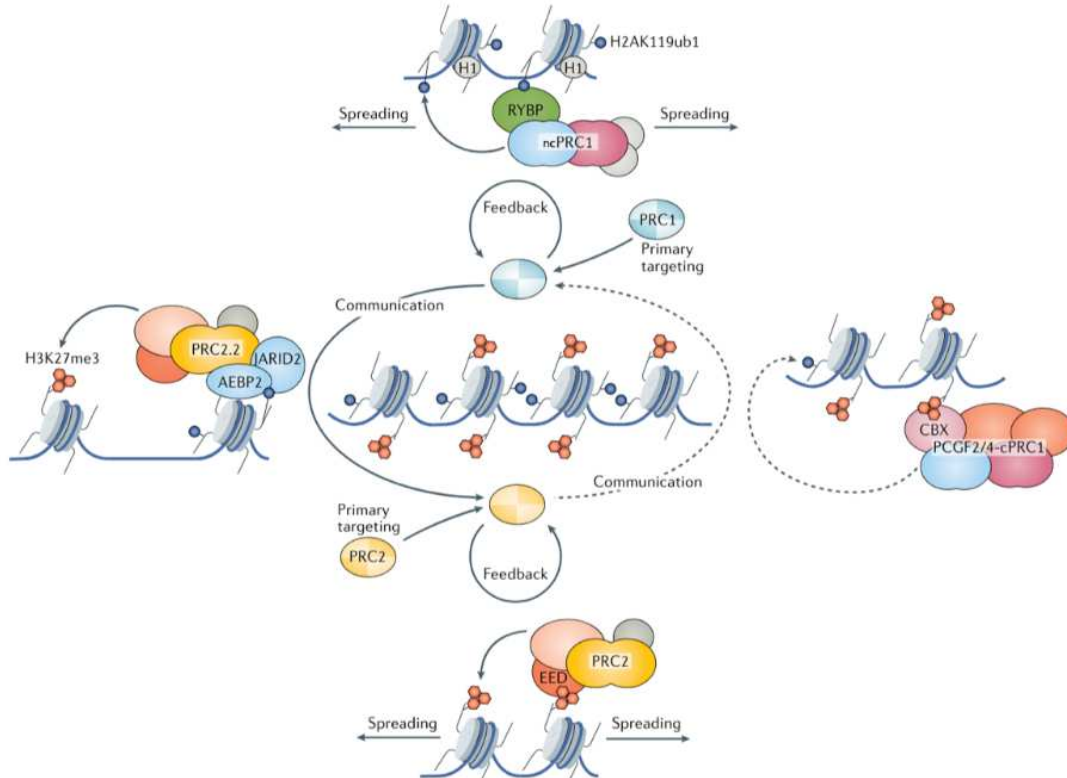 H2AK119ub1
H1
H1
Spreading
RYBP
Spreading
ncPRC1
Feedback
PRC1
Primary
targeting
Communication
H3K27me3
PRC2.2
JARID2
AEBP2
CBX
PCGF2/4-cPRC1
Communication
Primary
targeting
PRC2
Feedback
PRC2
EED
Spreading
Spreading